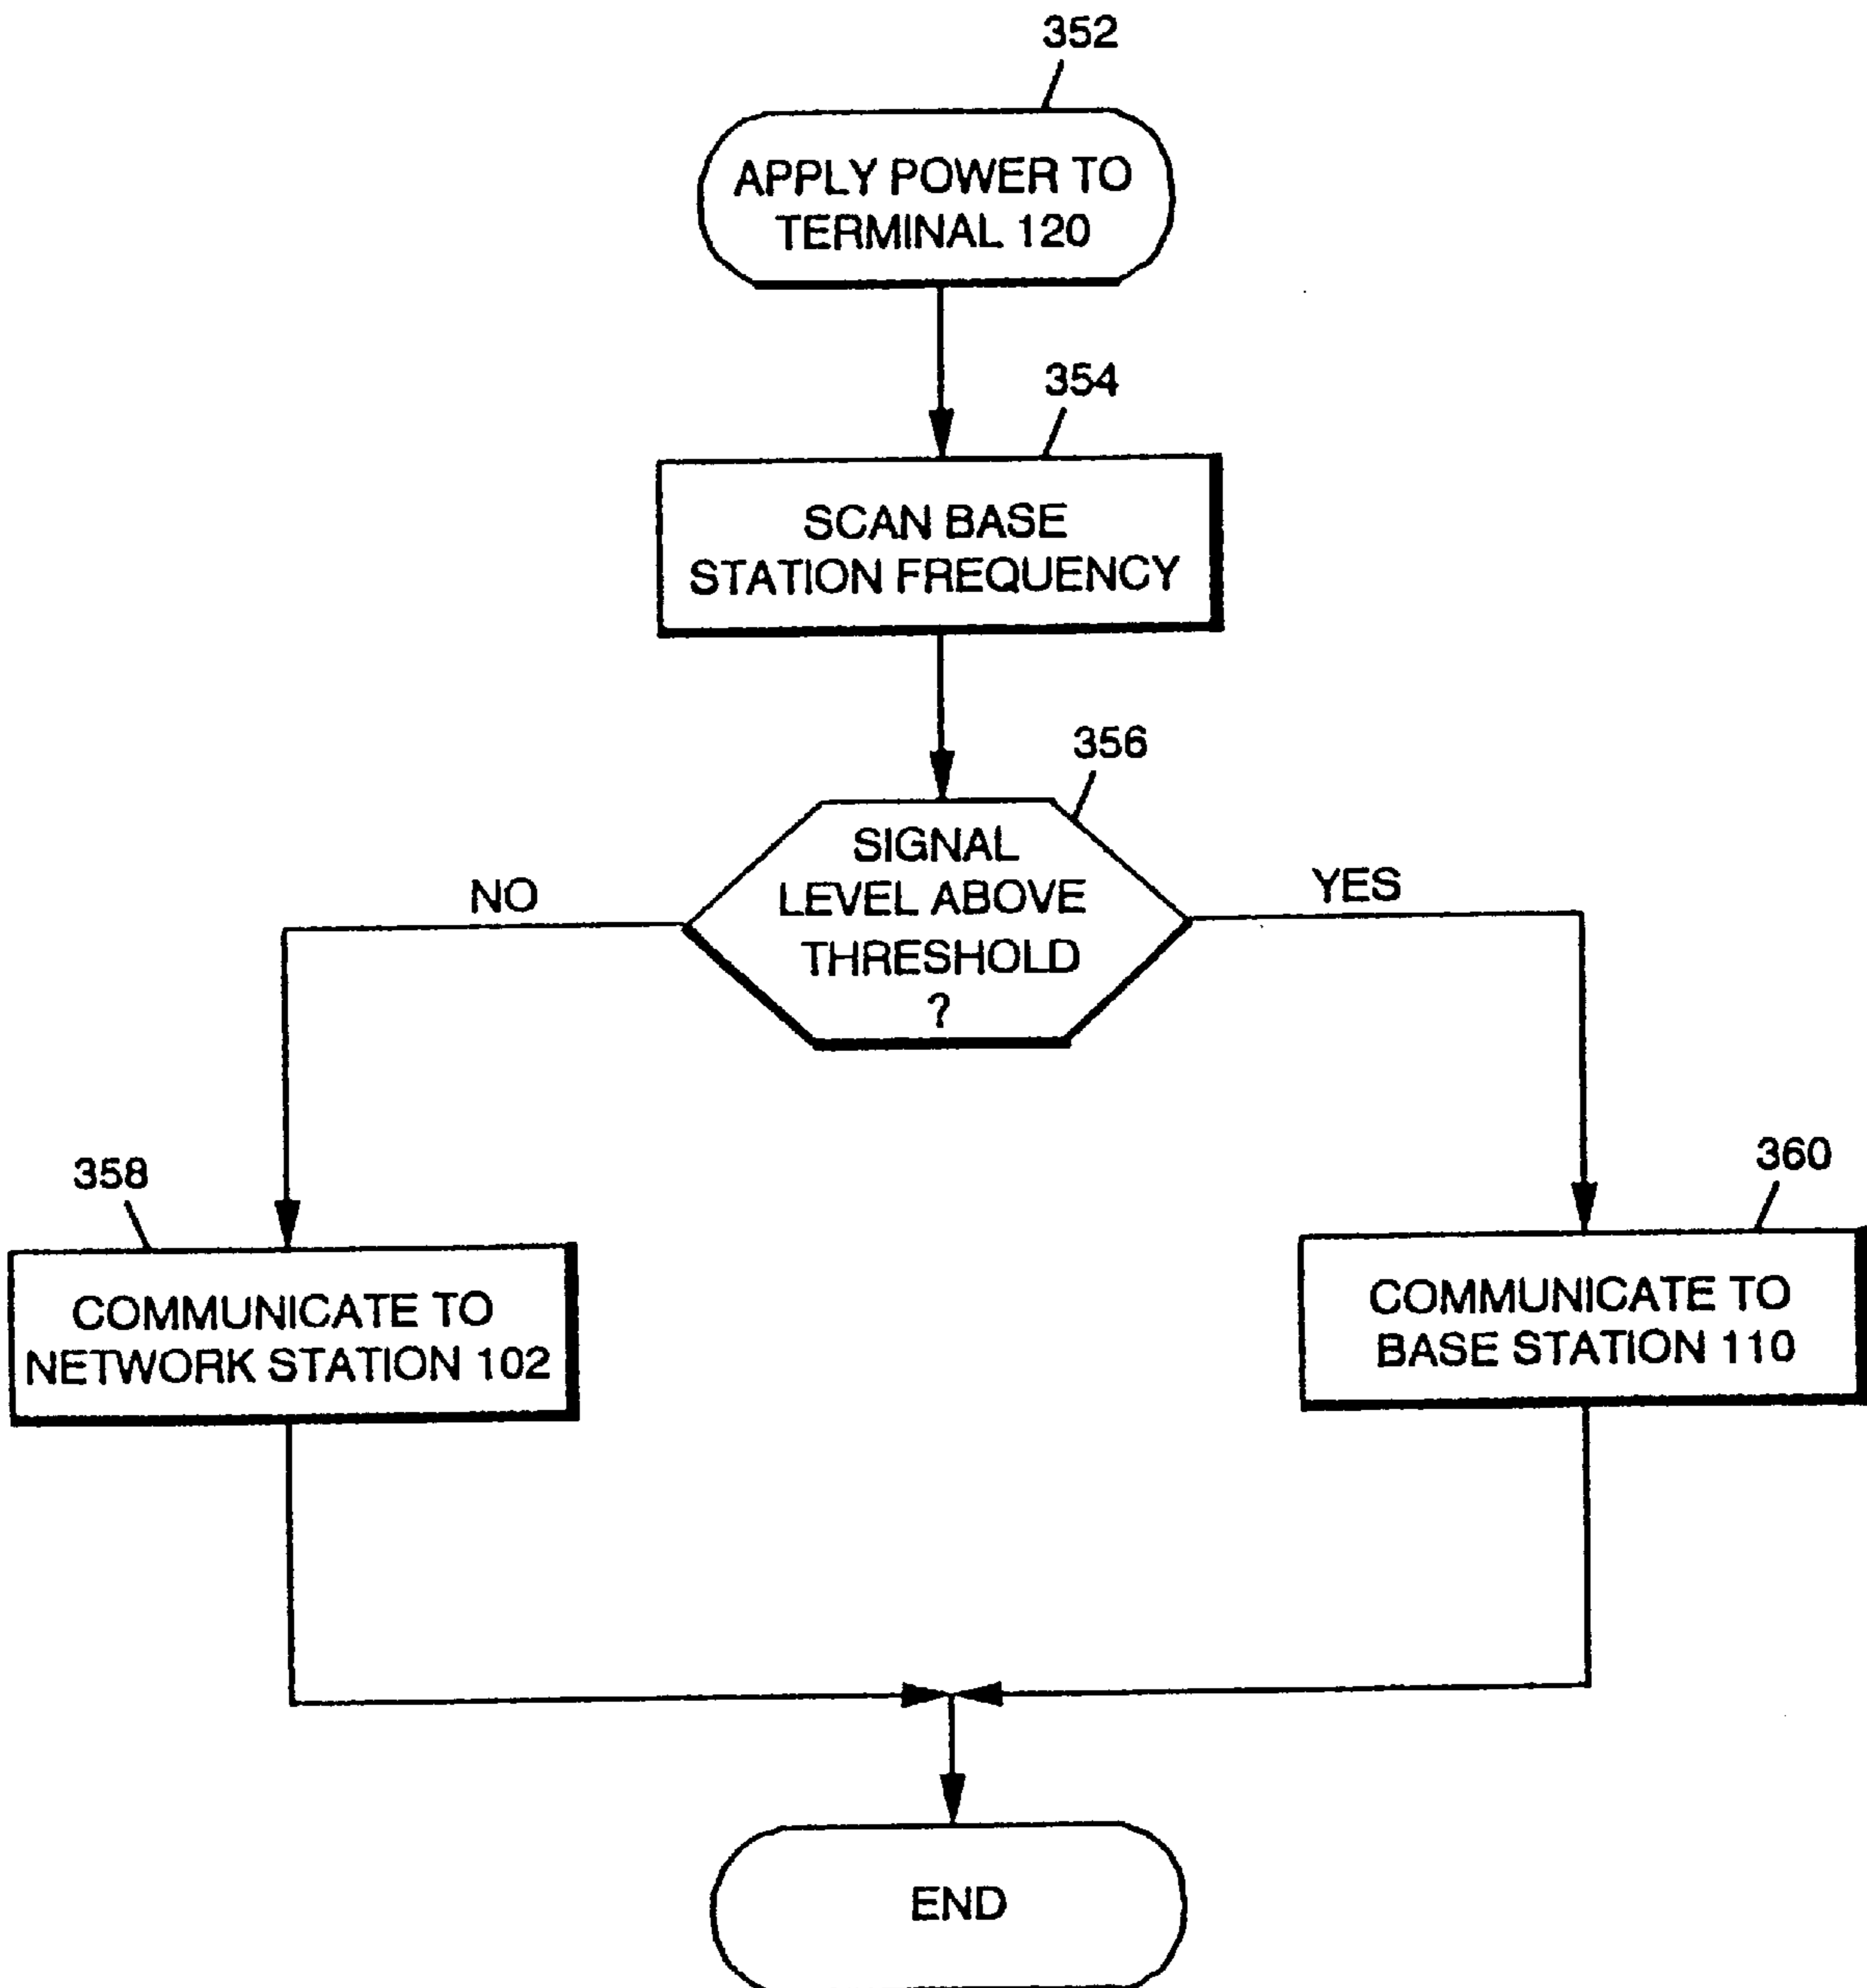 352
APPLY POWER TO
TERMINAL 120
354
SCAN BASE
STATION FREQUENCY
356
SIGNAL
LEVEL ABOVE
THRESHOLD
?
NO
YES
358
COMMUNICATE TO
NETWORK STATION 102
360
COMMUNICATE TO
BASE STATION 110
END